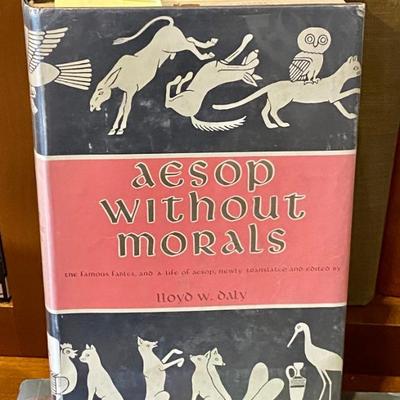 aesop
without
morals
the famous fables, and a life of aesop, newly translated and edited by
lloyd w. daly